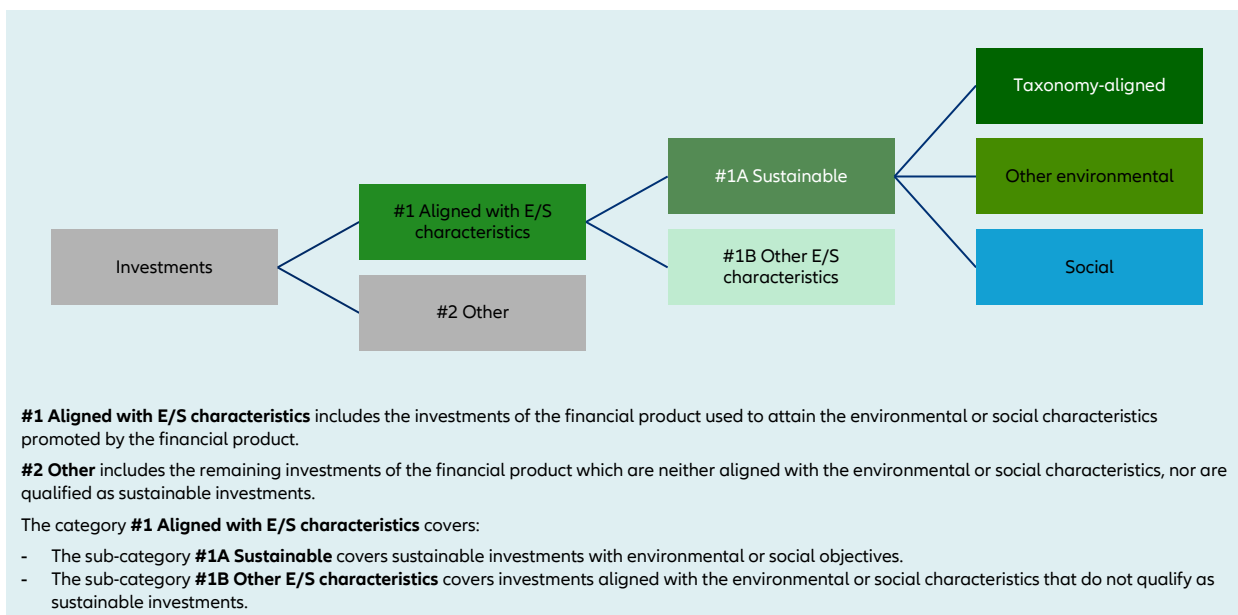 Taxonomy-aligned
#1A Sustainable
Other environmental
#1 Aligned with E/S
characteristics
Investments
#1B Other E/S
characteristics
Social
#2 Other
#1 Aligned with E/S characteristics includes the investments of the financial product used to attain the environmental or social characteristics
promoted by the financial product.
#2 Other includes the remaining investments of the financial product which are neither aligned with the environmental or social characteristics, nor are
qualified as sustainable investments.
The category #1 Aligned with E/S characteristics covers:
- The sub-category #1A Sustainable covers sustainable investments with environmental or social objectives.
- The sub-category #1B Other E/S characteristics covers investments aligned with the environmental or social characteristics that do not qualify as
sustainable investments.